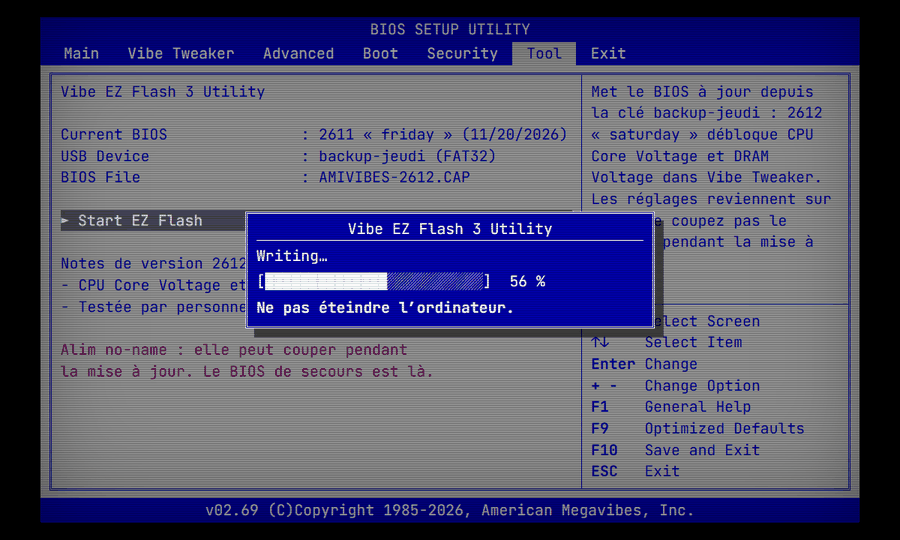 BIOS SETUP UTILITY
Main Vibe Tweaker Advanced Boot Security Tool Exit
Vibe EZ Flash 3 Utility
Current BIOS : 2611 « friday » (11/20/2026)
USB Device : backup-jeudi (FAT32)
BIOS File : AMIVIBES-2612.CAP
► Start EZ Flash
Notes de version 2612
- CPU Core Voltage et
- Testée par personne
Alim no-name : elle peut couper pendant
la mise à jour. Le BIOS de secours est là.
Vibe EZ Flash 3 Utility
Writing…
[ ] 56 %
Ne pas éteindre l’ordinateur.
Met le BIOS à jour depuis
la clé backup-jeudi : 2612
« saturday » débloque CPU
Core Voltage et DRAM
Voltage dans Vibe Tweaker.
Les réglages reviennent sur
coupez pas le
pendant la mise à
elect Screen
↑↓ Select Item
Enter Change
+ - Change Option
F1 General Help
F9 Optimized Defaults
F10 Save and Exit
ESC Exit
v02.69 (C)Copyright 1985-2026, American Megavibes, Inc.